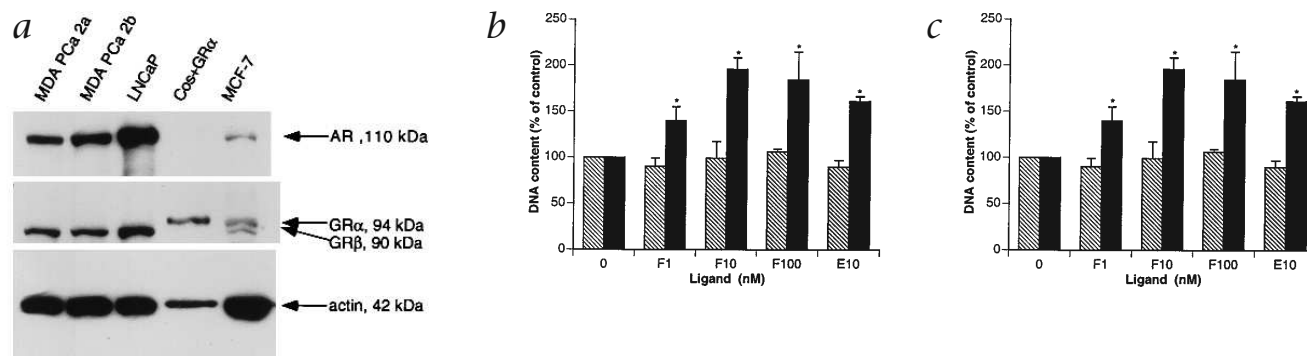 a
MDA PCa 2a
MDA PCa 2b
LNCaP
Cos+GRα
MCF-7
AR ,110 kDa
GRα, 94 kDa
GRβ, 90 kDa
actin, 42 kDa
b
DNA content (% of control)
250
200
150
100
50
0
* * * *
0 F1 F10 F100 E10
Ligand (nM)
c
DNA content (% of control)
250
200
150
100
50
0
* * * *
0 F1 F10 F100 E10
Ligand (nM)